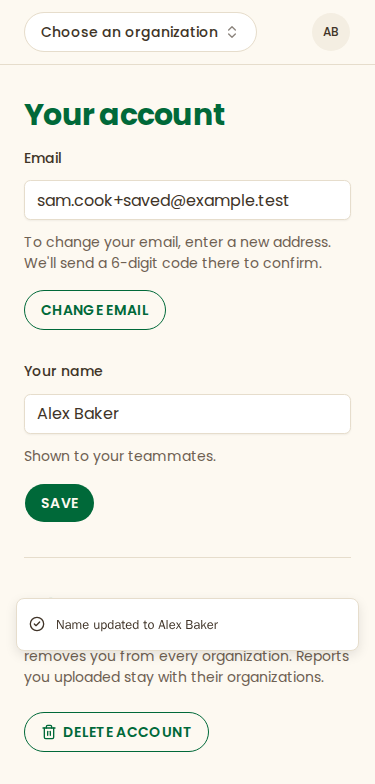 Choose an organization
AB
Your account
Email
sam.cook+saved@example.test
To change your email, enter a new address.
We'll send a 6-digit code there to confirm.
CHANGE EMAIL
Your name
Alex Baker
Shown to your teammates.
SAVE
Name updated to Alex Baker
removes you from every organization. Reports
you uploaded stay with their organizations.
DELETE ACCOUNT